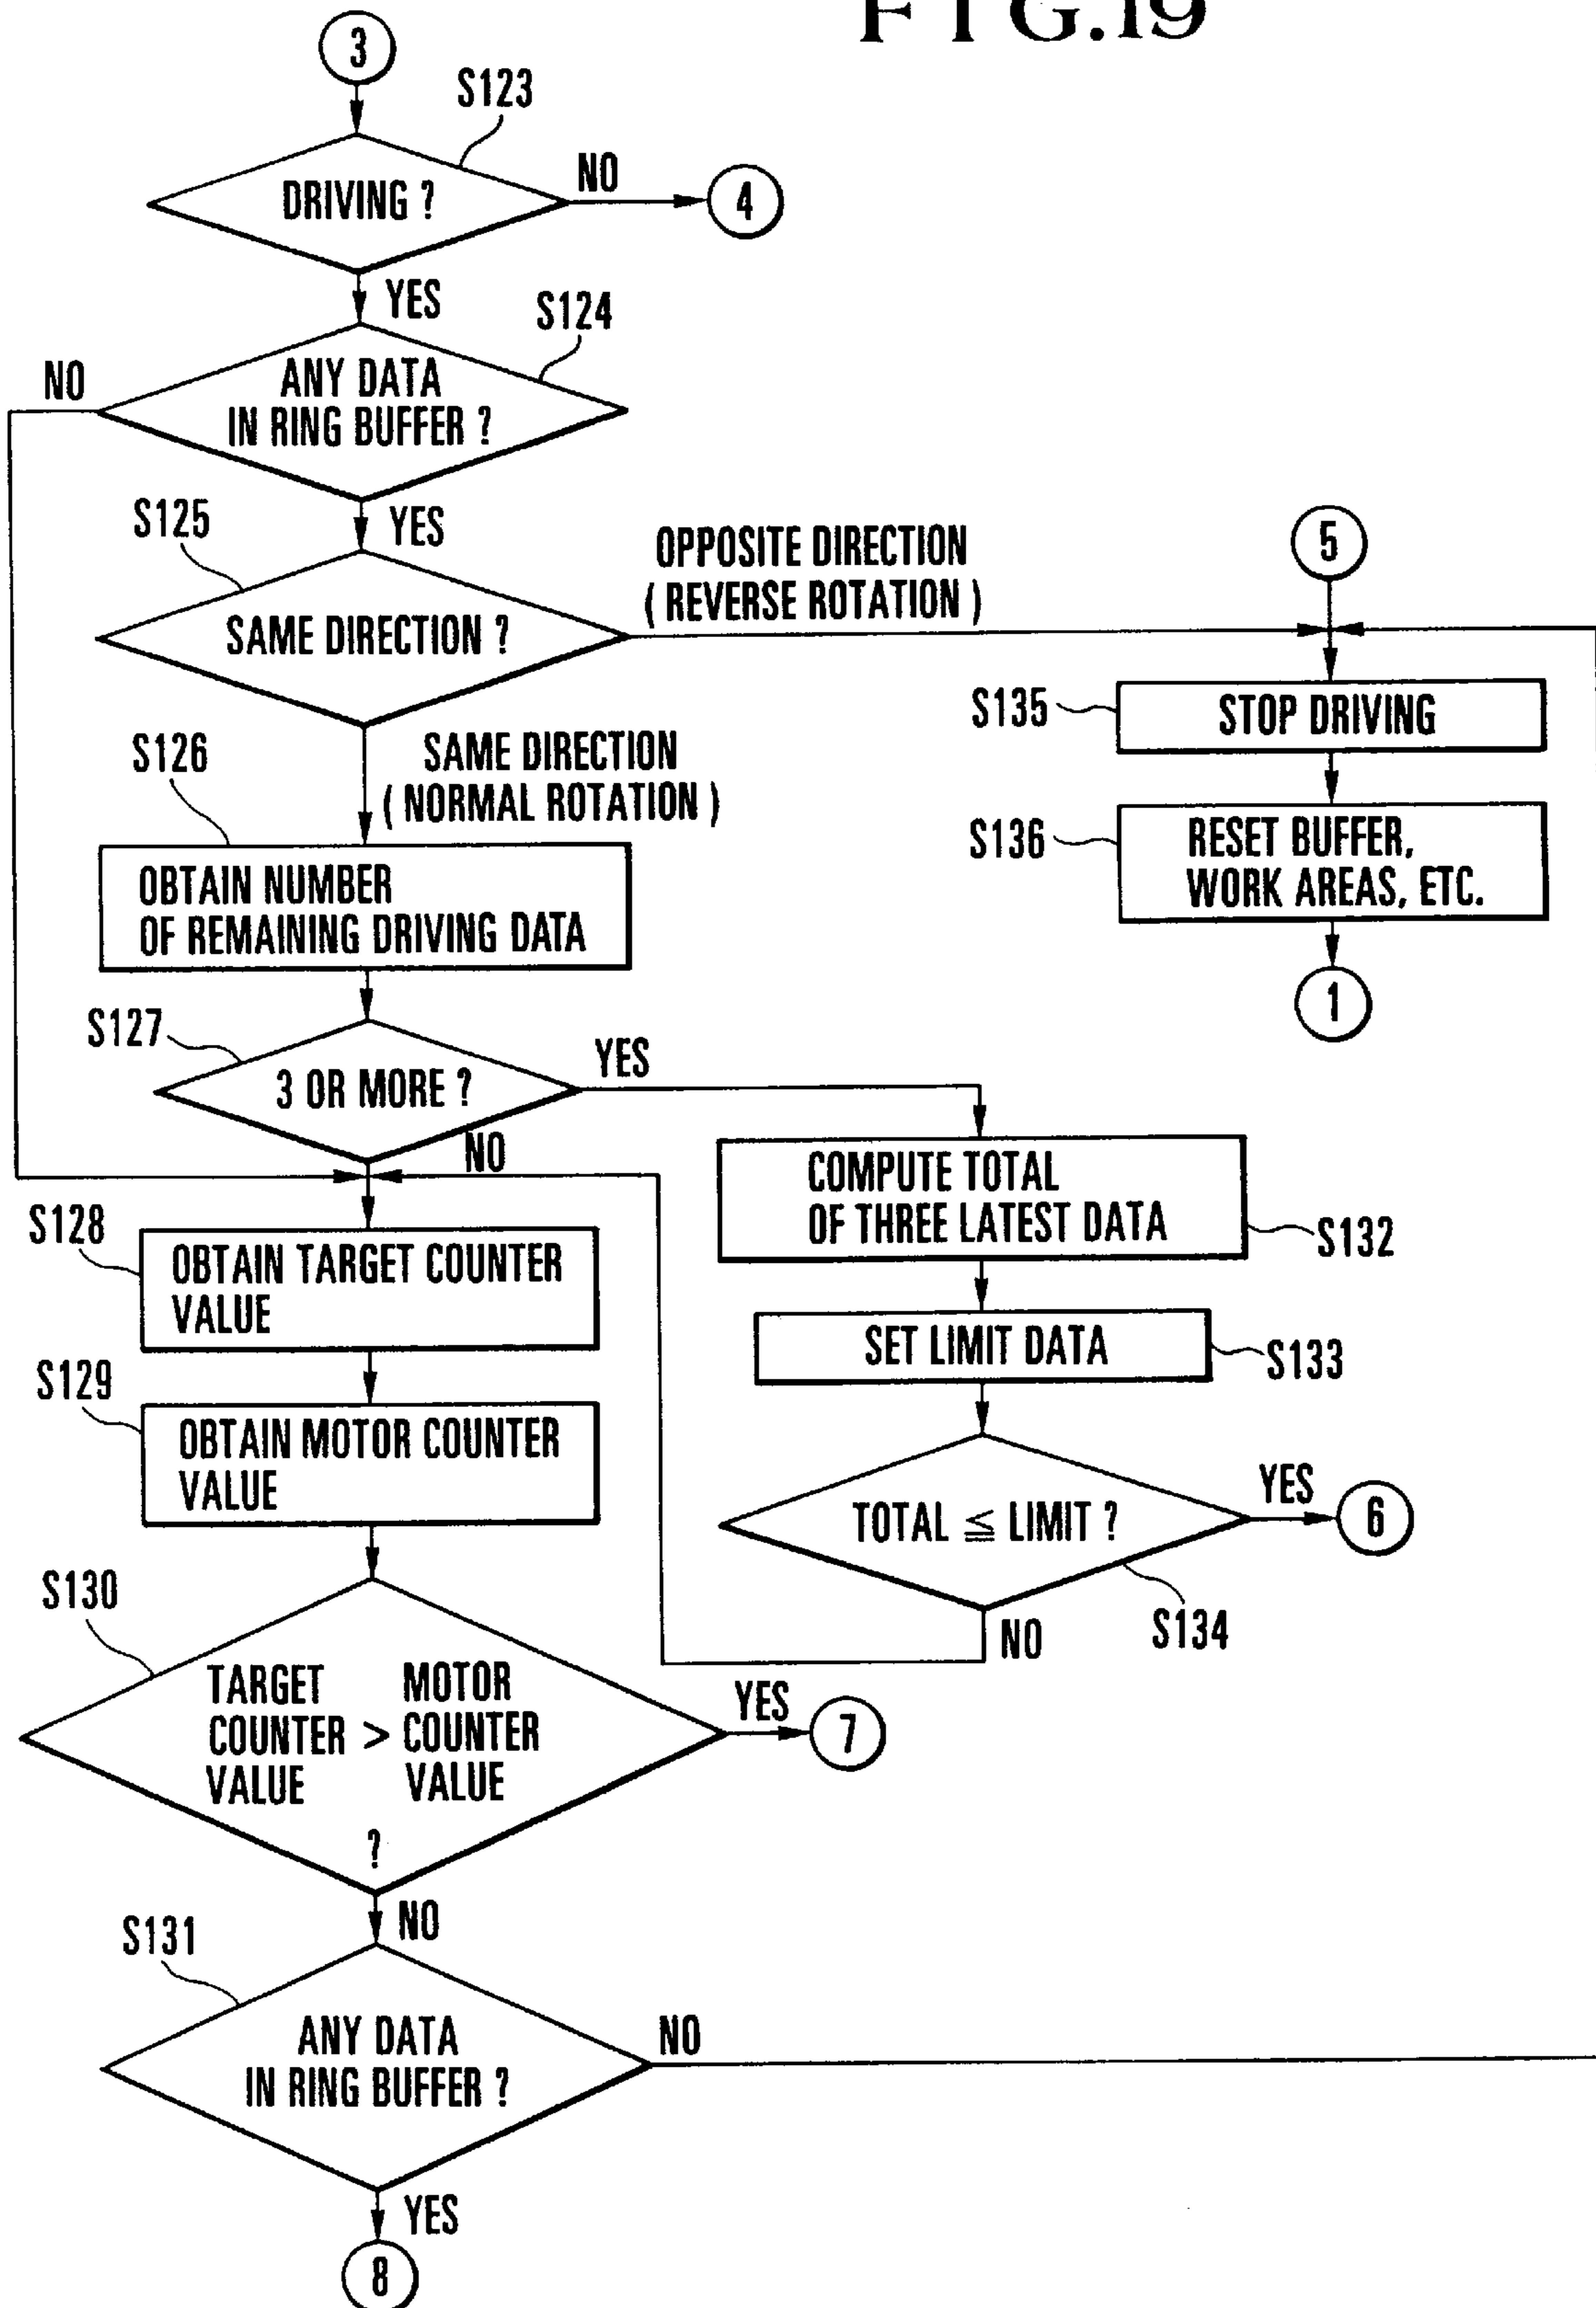 FIG.19
3
S123
DRIVING ?
NO
4
YES
S124
NO
ANY DATA
IN RING BUFFER ?
YES
S125
SAME DIRECTION ?
OPPOSITE DIRECTION
( REVERSE ROTATION )
5
S135
STOP DRIVING
S136
RESET BUFFER,
WORK AREAS, ETC.
1
SAME DIRECTION
( NORMAL ROTATION )
S126
OBTAIN NUMBER
OF REMAINING DRIVING DATA
S127
3 OR MORE ?
YES
NO
COMPUTE TOTAL
OF THREE LATEST DATA
S132
SET LIMIT DATA
S133
TOTAL ≦ LIMIT ?
YES
6
S134
NO
S128
OBTAIN TARGET COUNTER
VALUE
S129
OBTAIN MOTOR COUNTER
VALUE
S130
TARGET MOTOR
COUNTER > COUNTER
VALUE VALUE
?
YES
7
NO
S131
ANY DATA
IN RING BUFFER ?
NO
YES
8